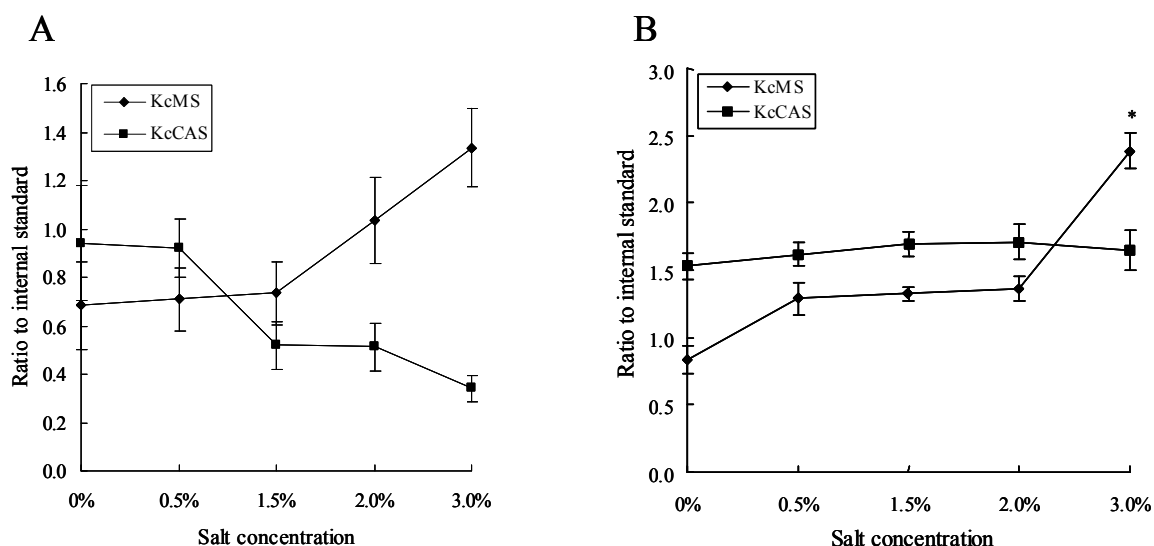 A
Ratio to internal standard
1.6
1.4
1.2
1.0
0.8
0.6
0.4
0.2
0.0
KcMS
KcCAS
0% 0.5% 1.5% 2.0% 3.0%
Salt concentration
B
Ratio to internal standard
3.0
2.5
2.0
1.5
1.0
0.5
0.0
KcMS
KcCAS
*
0% 0.5% 1.5% 2.0% 3.0%
Salt concentration